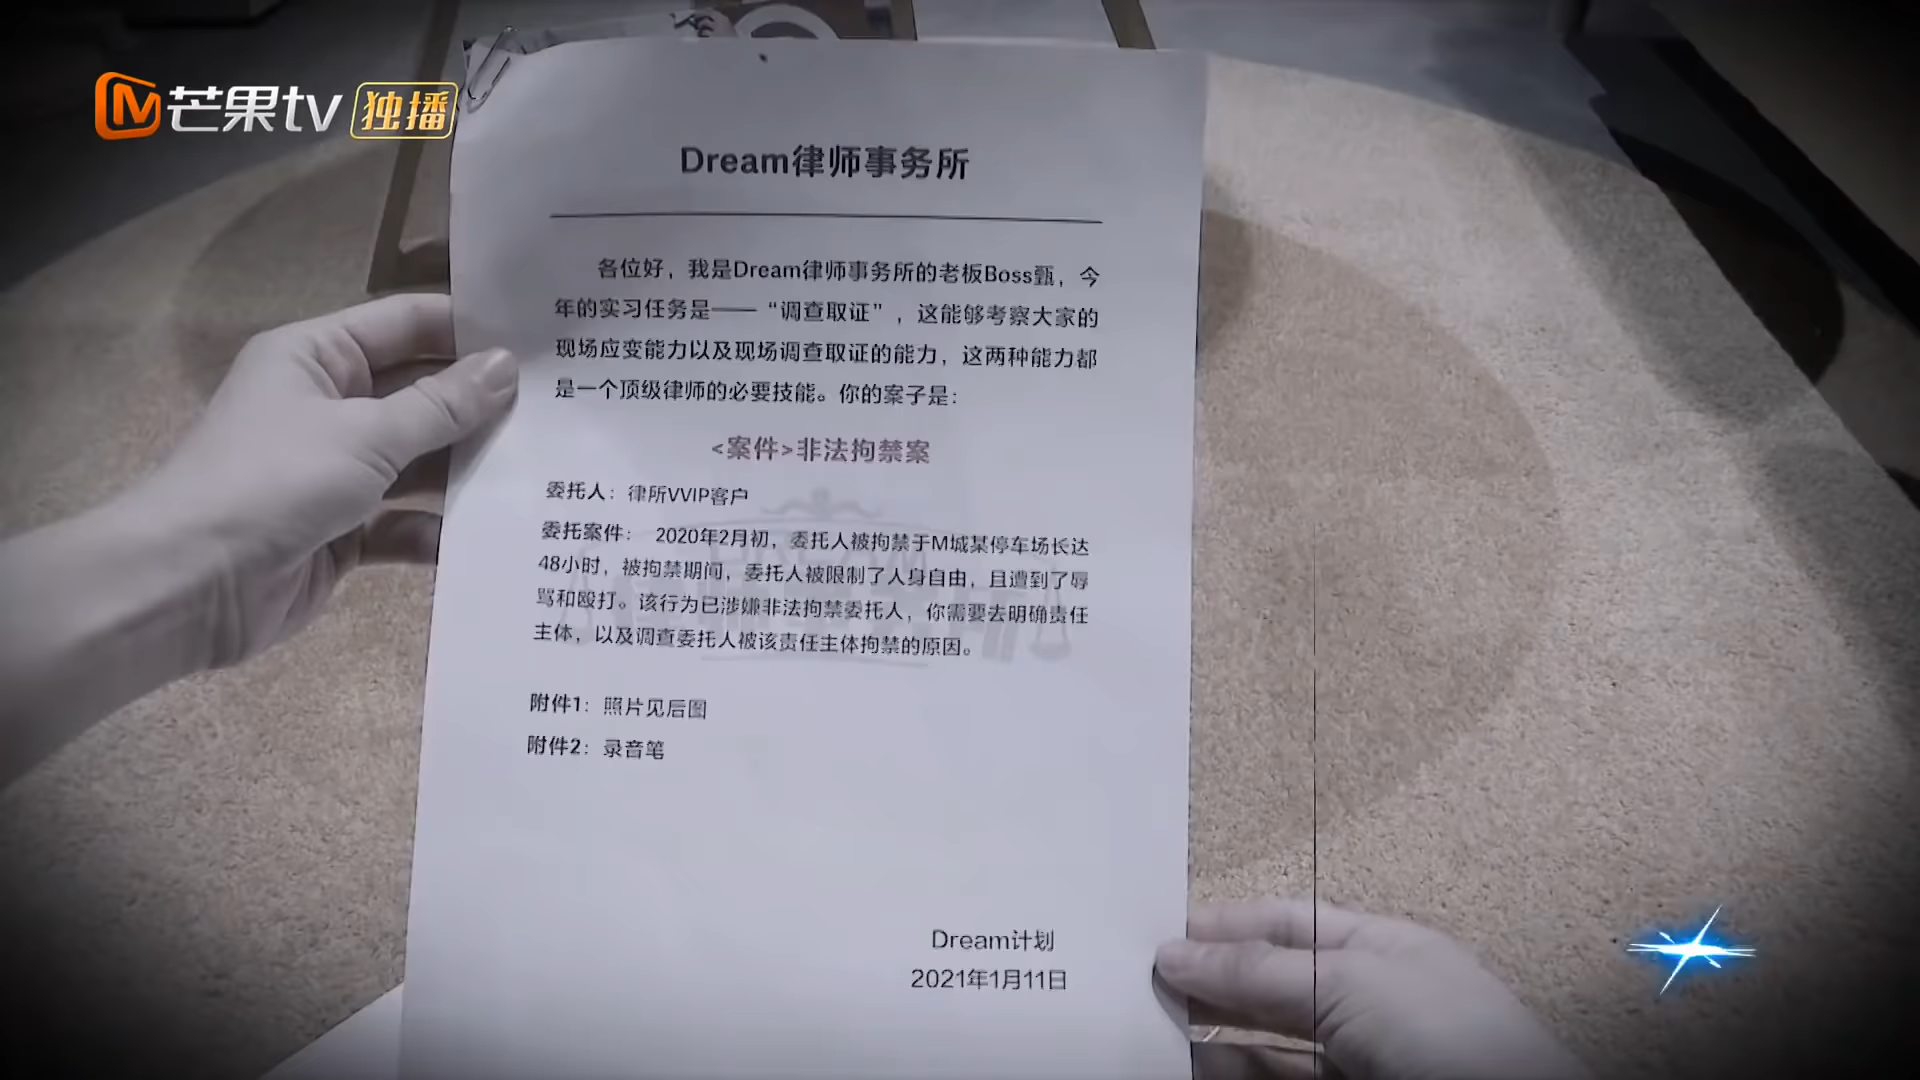 芒果tv 独播
Dream律师事务所
各位好，我是Dream律师事务所的老板Boss甄，今
年的实习任务是——“调查取证”，这能够考察大家的
现场应变能力以及现场调查取证的能力，这两种能力都
是一个顶级律师的必要技能。你的案子是：
<案件>非法拘禁案
委托人：律所VVIP客户
委托案件： 2020年2月初，委托人被拘禁于M城某停车场长达
48小时，被拘禁期间，委托人被限制了人身自由，且遭到了辱
骂和殴打。该行为已涉嫌非法拘禁委托人，你需要去明确责任
主体，以及调查委托人被该责任主体拘禁的原因。
附件1：照片见后图
附件2：录音笔
Dream计划
2021年1月11日